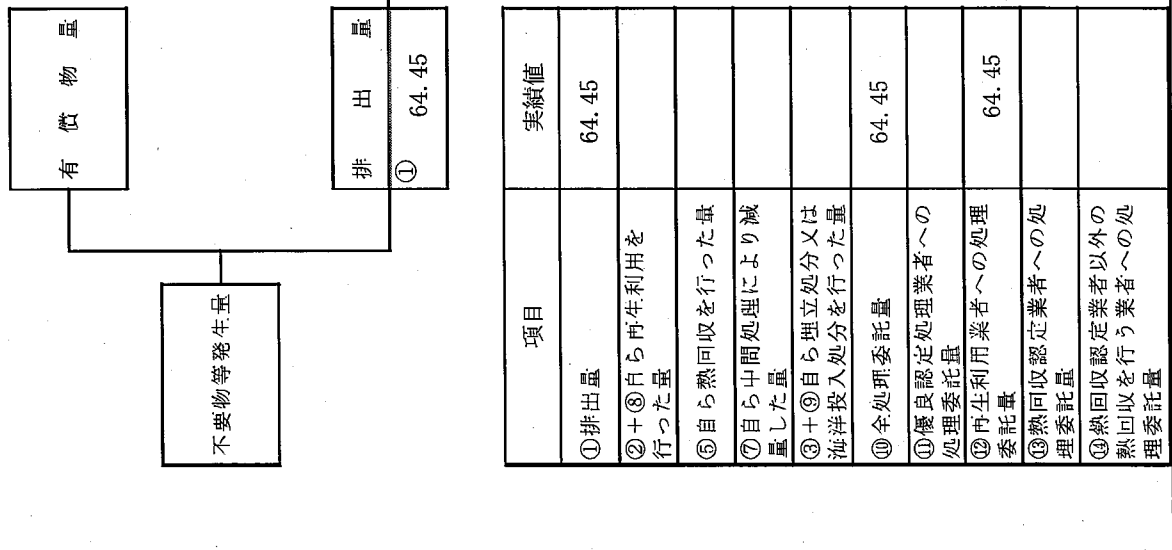 不要物等発生量
有償物量
排出量
① 64.45
項目 実績値
①排出量 64.45
②+⑧自ら再生利用を
行った量
⑤自ら熱回収を行った量
⑦自ら中間処理により減
量した量
③+⑨自ら埋立処分又は
海洋投入処分を行った量
⑩全処理委託量 64.45
⑪優良認定処理業者への
処理委託量
⑫再生利用業者への処理
委託量 64.45
⑬熱回収認定業者への処
理委託量
⑭熱回収認定業者以外の
熱回収を行う業者への処
理委託量